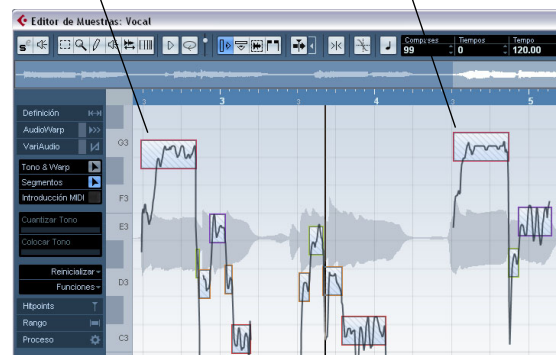 Editor de Muestras: Vocal
Compases Tiempos Tempo
99 0 120.00
3 3 3 4 3 5
Definición
AudioWarp
VariAudio
Tono & Warp
Segmentos
Introducción MIDI
Cuantizar Tono
Colocar Tono
Reinicializar
Funciones
Hitpoints
Rango
Proceso
G3
F3
E3
D3
C3